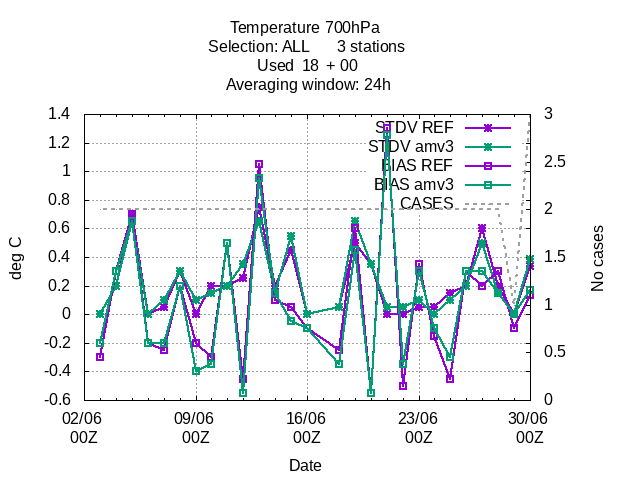 Temperature 700hPa
Selection: ALL      3 stations
Used  18  + 00
Averaging window: 24h
STDV REF
STDV amv3
BIAS REF
BIAS amv3
CASES
1.4
1.2
1
0.8
0.6
0.4
0.2
0
-0.2
-0.4
-0.6
deg C
3
2.5
2
1.5
1
0.5
0
No cases
02/06 09/06 16/06 23/06 30/06
00Z 00Z 00Z 00Z 00Z
Date